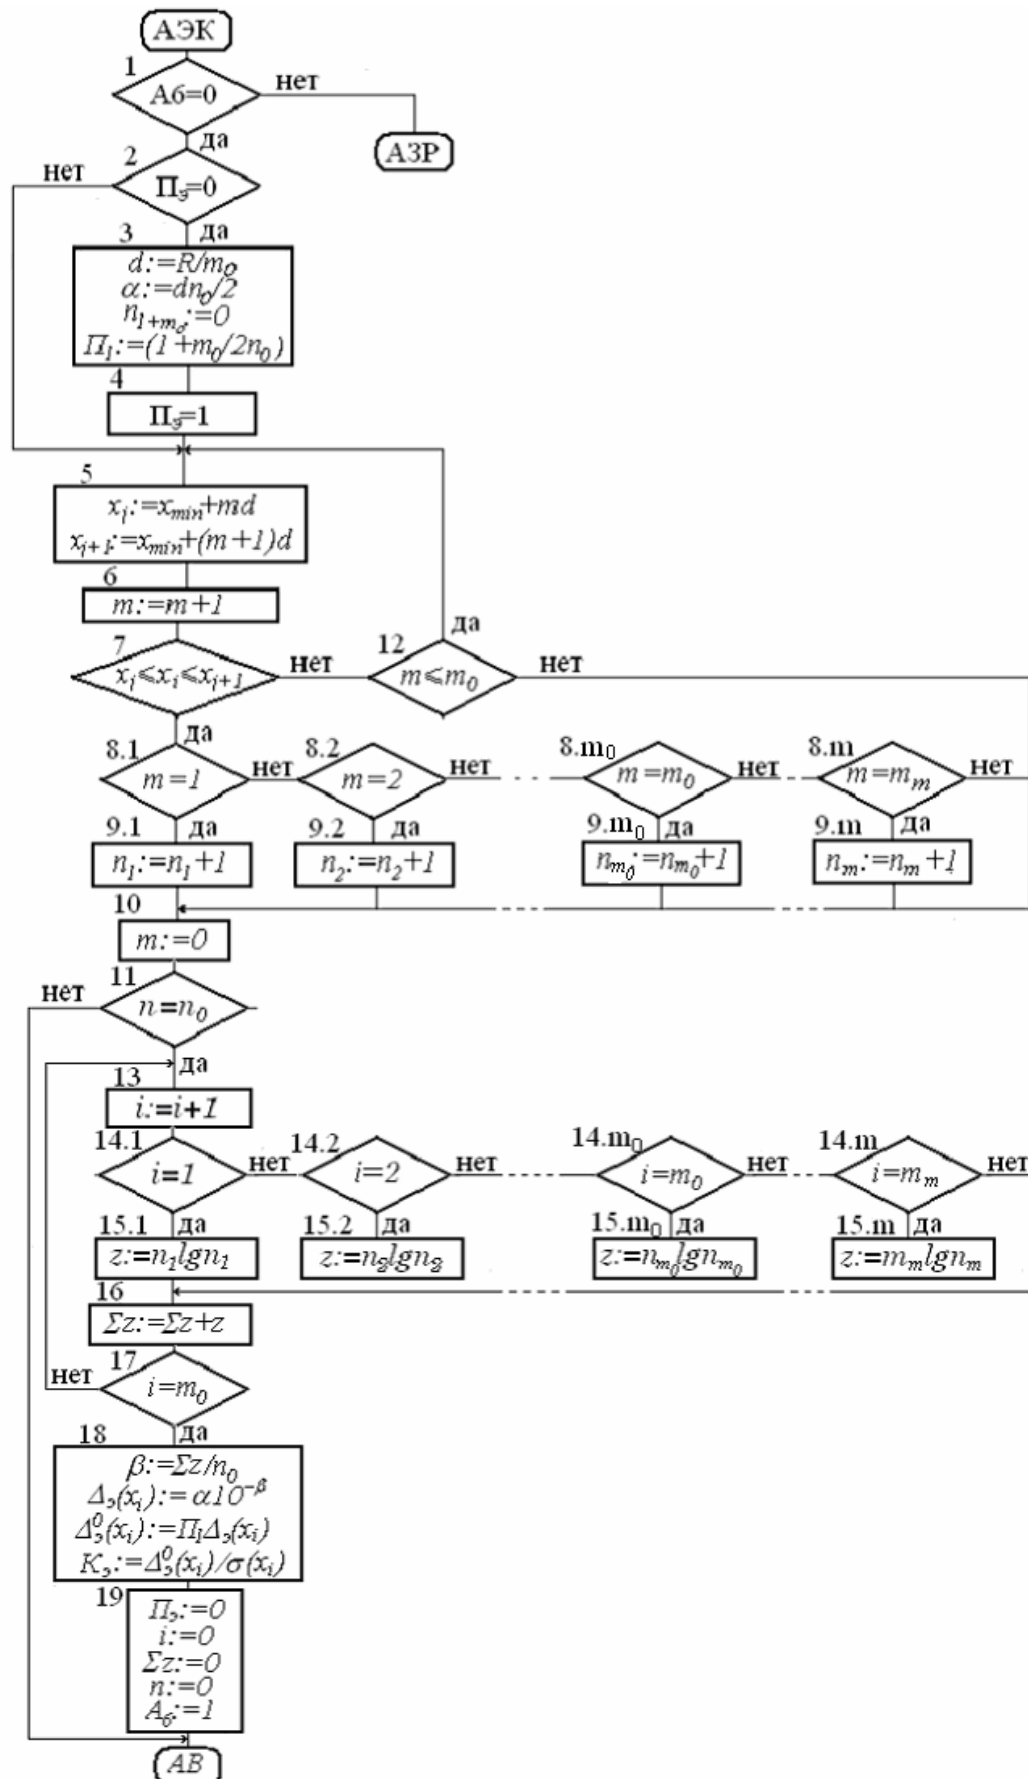 АЭК
1
А6=0
нет
да
АЗР
2
нет
Пэ=0
да
3
d:=R/m₀
α:=dn₀/2
n₁₊ₘ₀:=0
П₁:=(1+m₀/2n₀)
4
Пэ=1
5
xⱼ:=xmin+md
xⱼ₊₁:=xmin+(m+1)d
6
m:=m+1
да
7
12
xⱼ⩽xᵢ⩽xⱼ₊₁
нет
m⩽m₀
нет
да
8.1
8.2
8.m₀
8.m
m=1
нет
m=2
нет
m=m₀
нет
m=mₘ
нет
9.1
да
9.2
да
9.m₀
да
9.m
да
n₁:=n₁+1
n₂:=n₂+1
nₘ₀:=nₘ₀+1
nₘ:=nₘ+1
10
m:=0
11
нет
n=n₀
да
13
i:=i+1
14.1
14.2
14.m₀
14.m
i=1
нет
i=2
нет
i=m₀
нет
i=mₘ
нет
15.1
да
15.2
да
15.m₀
да
15.m
да
z:=n₁lgn₁
z:=n₂lgn₂
z:=nₘ₀lgnₘ₀
z:=mₘlgnₘ
16
Σz:=Σz+z
17
нет
i=m₀
да
18
β:=Σz/n₀
Δэ(xᵢ):=α10⁻ᵝ
Δ⁰э(xᵢ):=П₁Δэ(xᵢ)
Kэ:=Δ⁰э(xᵢ)/σ(xᵢ)
19
Пэ:=0
i:=0
Σz:=0
n:=0
A₆:=1
АВ